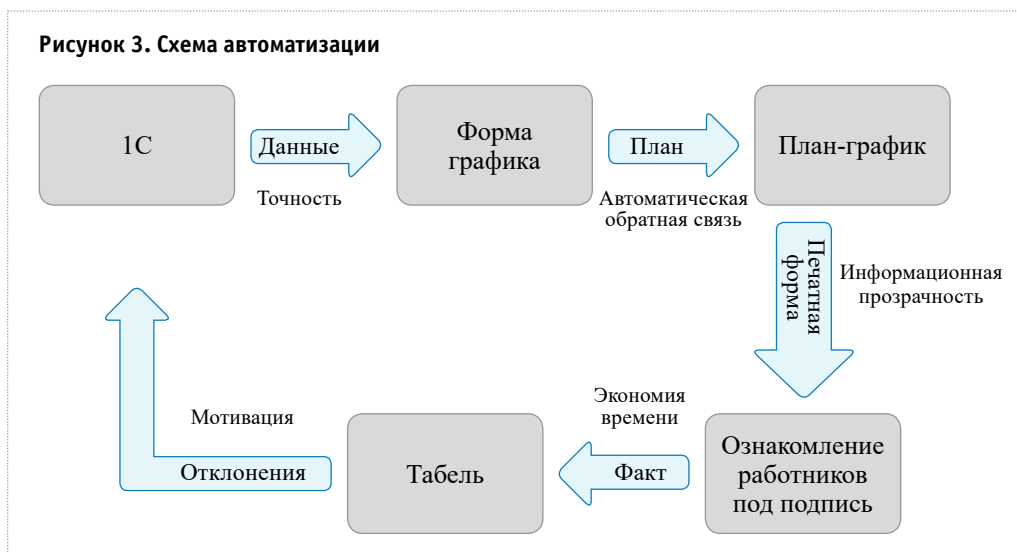 Рисунок 3. Схема автоматизации
1С
Данные
Точность
Форма
графика
План
Автоматическая
обратная связь
План-график
Печатная
форма
Информационная
прозрачность
Мотивация
Отклонения
Табель
Экономия
времени
Факт
Ознакомление
работников
под подпись